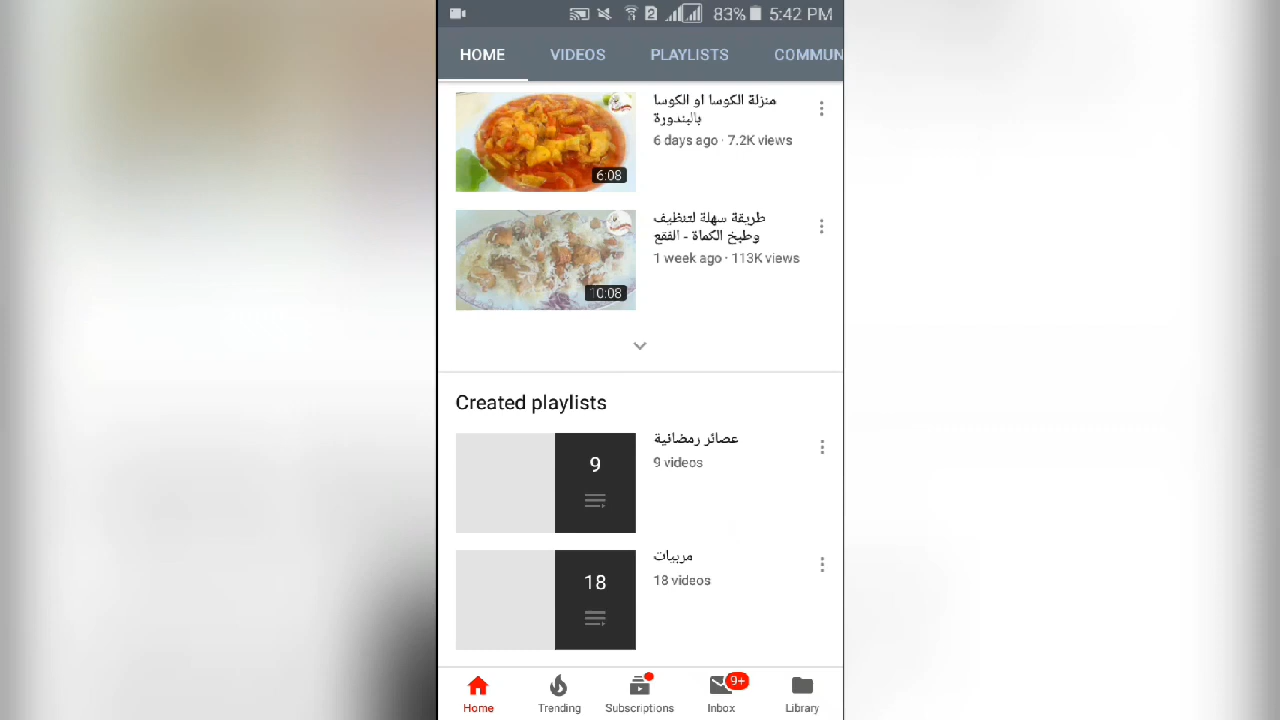 83% 5:42 PM
HOME VIDEOS PLAYLISTS COMMUN
منزلة الكوسا او الكوسا
بالبندورة
6 days ago · 7.2K views
6:08
طريقة سهلة لتنظيف
وطبخ الكماة - الفقع
1 week ago · 113K views
10:08
Created playlists
عصائر رمضانية
9 videos
9
مربيات
18 videos
18
Home Trending Subscriptions Inbox 9+ Library